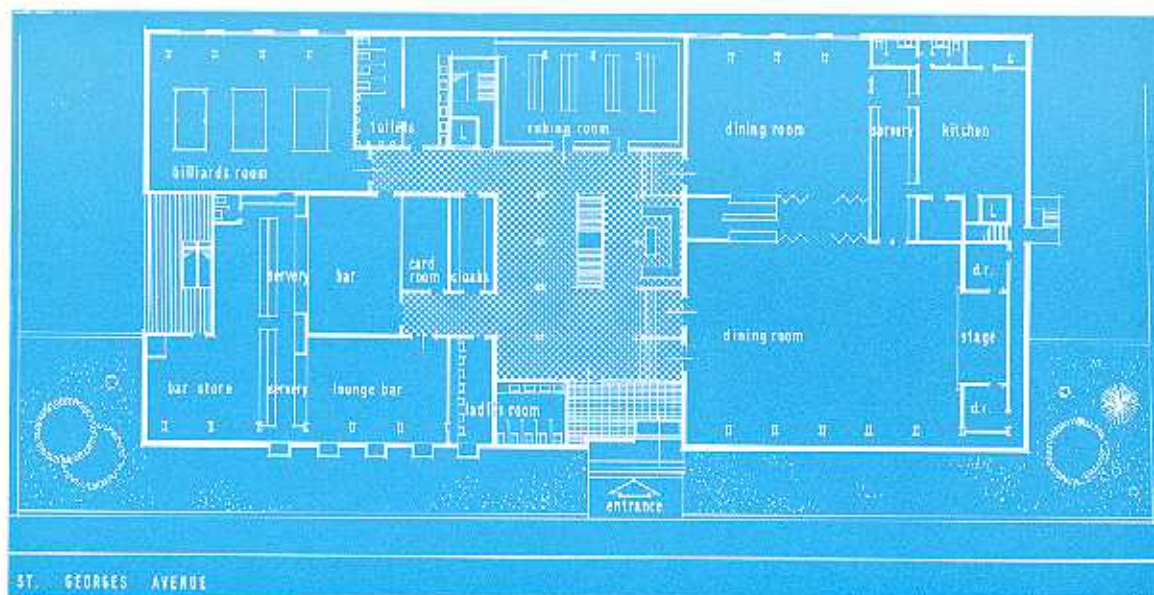 toilets
robing room
dining room
servery
kitchen
billiards room
servery
bar
card
room
cloaks
d.r.
dining room
stage
bar store
servery
lounge bar
ladies room
d.r.
entrance
ST. GEORGES AVENUE